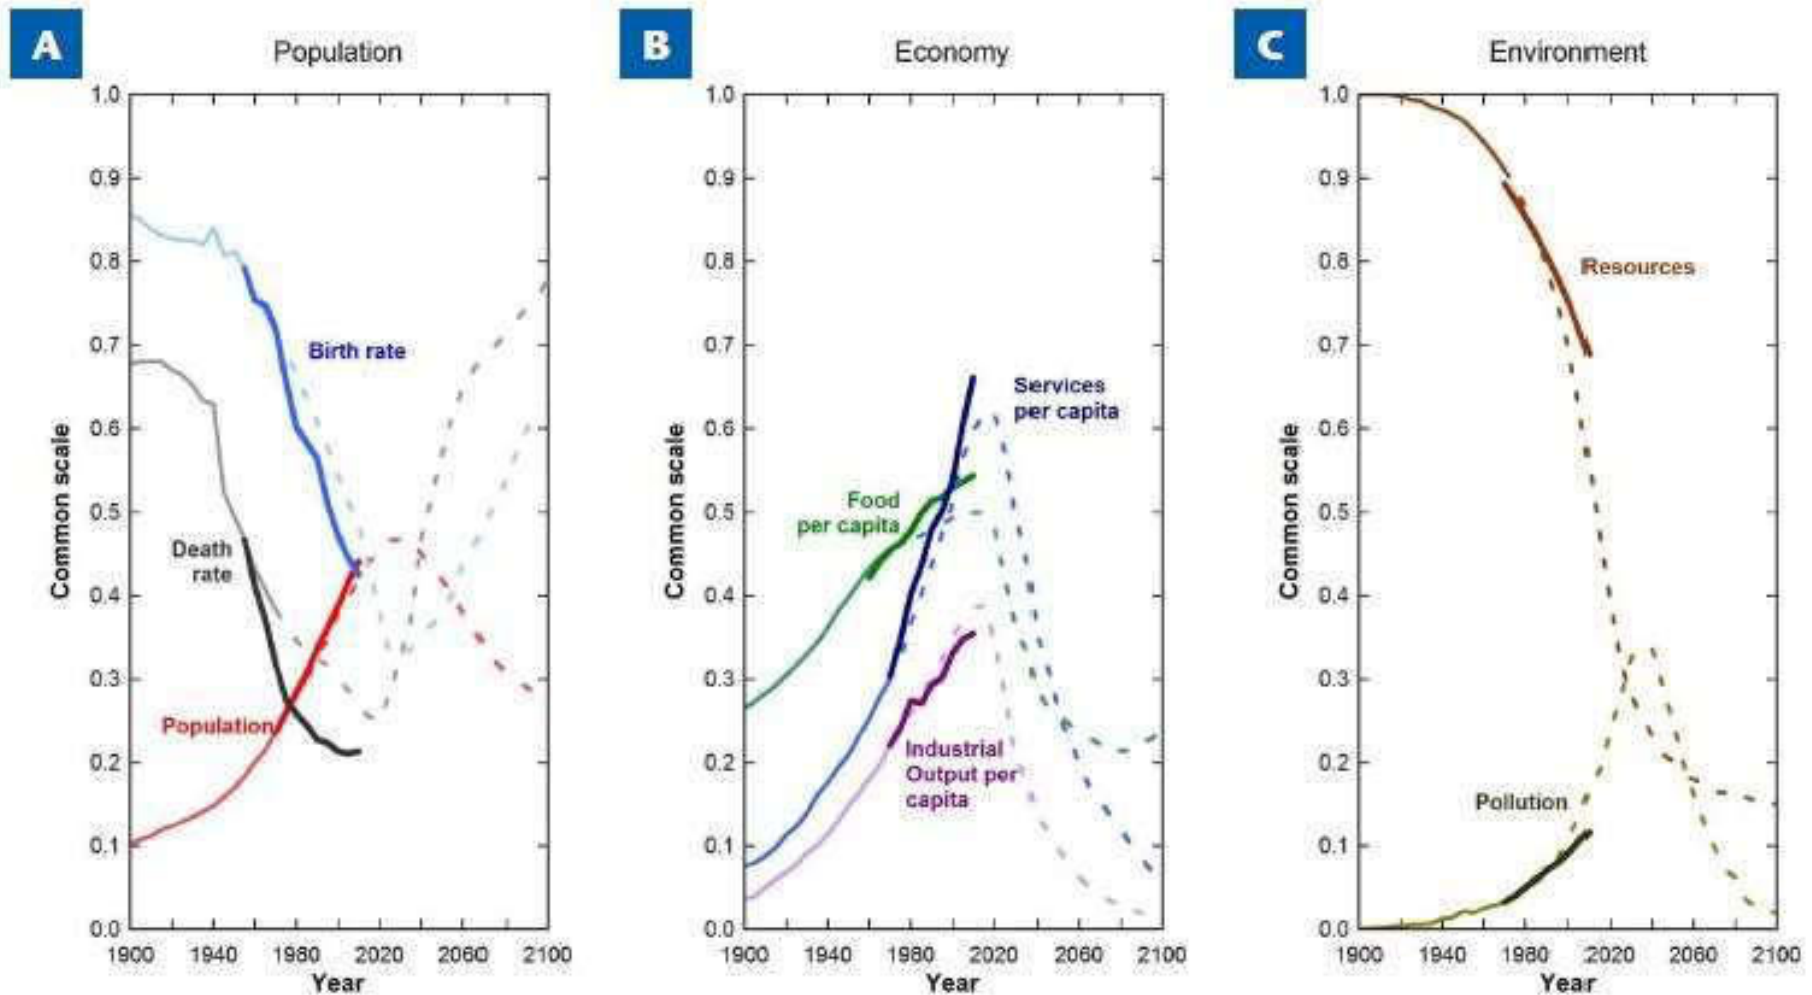 A
Population
1.0
0.9
0.8
0.7
0.6
0.5
0.4
0.3
0.2
0.1
0.0
Common scale
Birth rate
Death
rate
Population
1900 1940 1980 2020 2060 2100
Year
B
Economy
1.0
0.9
0.8
0.7
0.6
0.5
0.4
0.3
0.2
0.1
0.0
Common scale
Services
per capita
Food
per capita
Industrial
Output per
capita
1900 1940 1980 2020 2060 2100
Year
C
Environment
1.0
0.9
0.8
0.7
0.6
0.5
0.4
0.3
0.2
0.1
0.0
Common scale
Resources
Pollution
1900 1940 1980 2020 2060 2100
Year